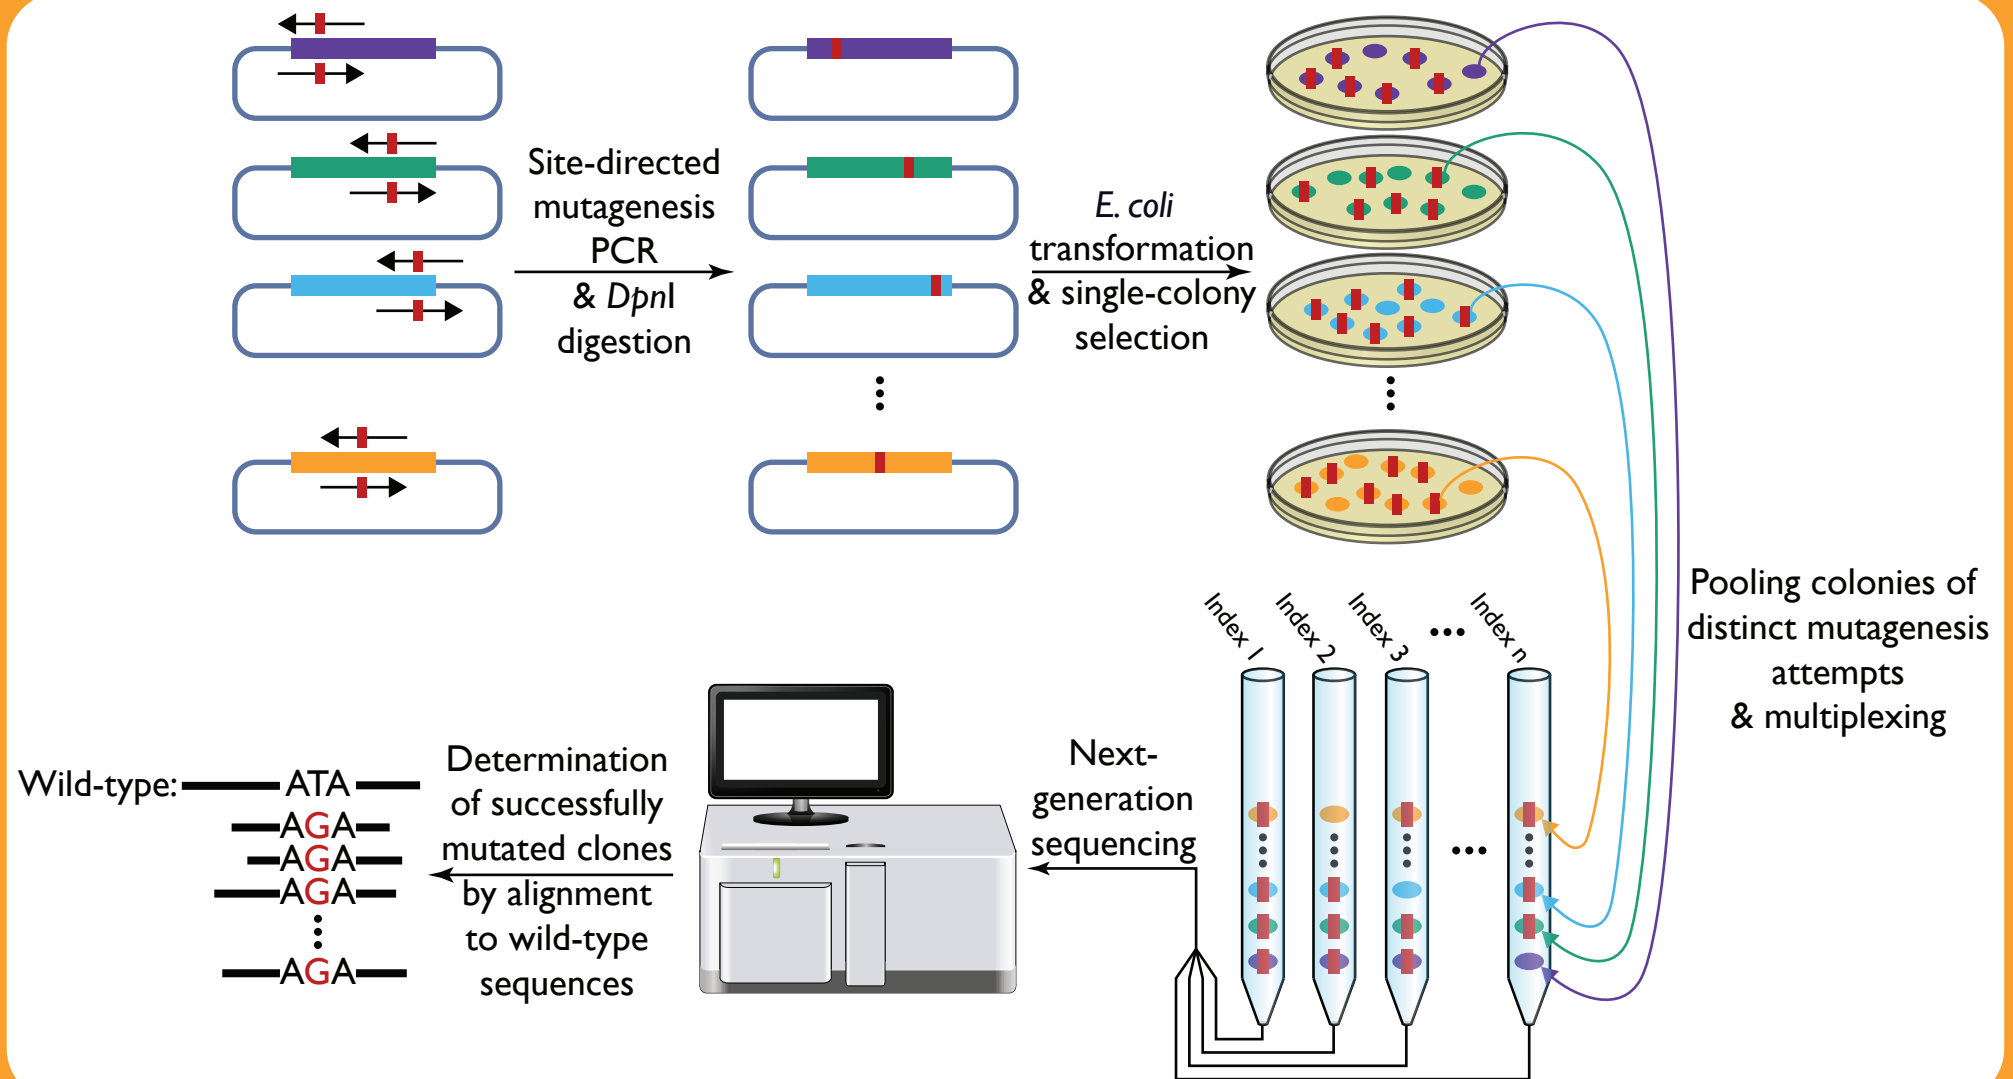 Site-directed
mutagenesis
PCR
& DpnI
digestion
E. coli
transformation
& single-colony
selection
Pooling colonies of
distinct mutagenesis
attempts
& multiplexing
Index 1
Index 2
Index 3
Index n
Next-
generation
sequencing
Determination
of successfully
mutated clones
by alignment
to wild-type
sequences
Wild-type: ATA
AGA
AGA
AGA
AGA